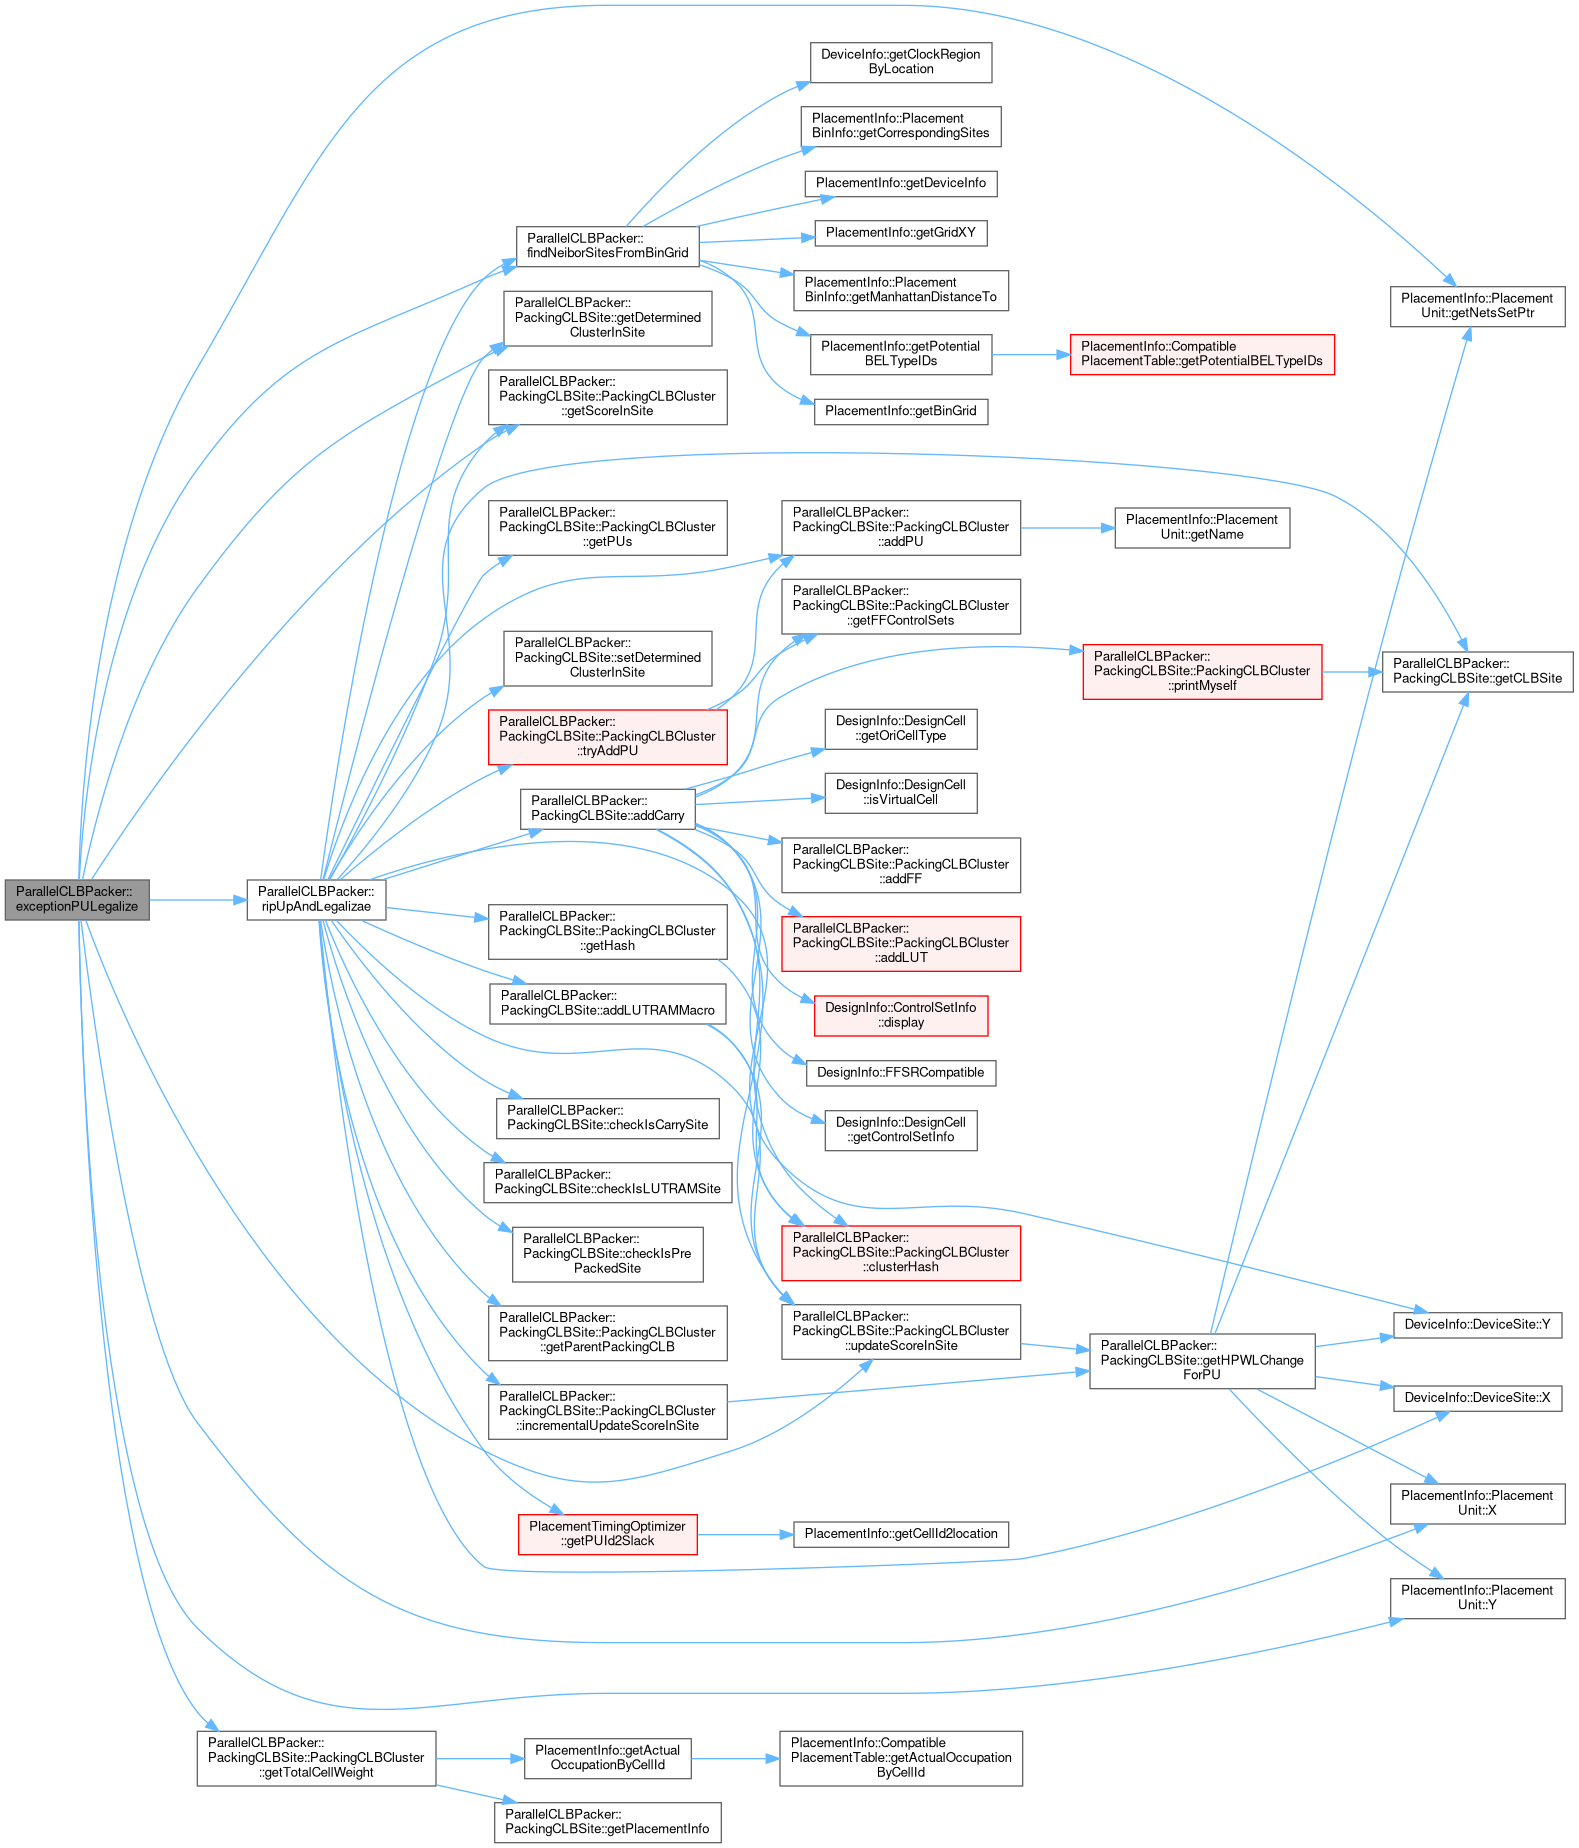 DeviceInfo::getClockRegion
ByLocation
PlacementInfo::Placement
BinInfo::getCorrespondingSites
PlacementInfo::getDeviceInfo
PlacementInfo::getGridXY
ParallelCLBPacker::
findNeiborSitesFromBinGrid
PlacementInfo::Placement
BinInfo::getManhattanDistanceTo
PlacementInfo::Placement
Unit::getNetsSetPtr
ParallelCLBPacker::
PackingCLBSite::getDetermined
ClusterInSite
PlacementInfo::getPotential
BELTypeIDs
PlacementInfo::Compatible
PlacementTable::getPotentialBELTypeIDs
ParallelCLBPacker::
PackingCLBSite::PackingCLBCluster
::getScoreInSite
PlacementInfo::getBinGrid
ParallelCLBPacker::
PackingCLBSite::PackingCLBCluster
::getPUs
ParallelCLBPacker::
PackingCLBSite::PackingCLBCluster
::addPU
PlacementInfo::Placement
Unit::getName
ParallelCLBPacker::
PackingCLBSite::PackingCLBCluster
::getFFControlSets
ParallelCLBPacker::
PackingCLBSite::setDetermined
ClusterInSite
ParallelCLBPacker::
PackingCLBSite::PackingCLBCluster
::printMyself
ParallelCLBPacker::
PackingCLBSite::getCLBSite
ParallelCLBPacker::
PackingCLBSite::PackingCLBCluster
::tryAddPU
DesignInfo::DesignCell
::getOriCellType
ParallelCLBPacker::
PackingCLBSite::addCarry
DesignInfo::DesignCell
::isVirtualCell
ParallelCLBPacker::
PackingCLBSite::PackingCLBCluster
::addFF
ParallelCLBPacker::
exceptionPULegalize
ParallelCLBPacker::
ripUpAndLegalizae
ParallelCLBPacker::
PackingCLBSite::PackingCLBCluster
::getHash
ParallelCLBPacker::
PackingCLBSite::PackingCLBCluster
::addLUT
ParallelCLBPacker::
PackingCLBSite::addLUTRAMMacro
DesignInfo::ControlSetInfo
::display
DesignInfo::FFSRCompatible
ParallelCLBPacker::
PackingCLBSite::checkIsCarrySite
DesignInfo::DesignCell
::getControlSetInfo
ParallelCLBPacker::
PackingCLBSite::checkIsLUTRAMSite
ParallelCLBPacker::
PackingCLBSite::checkIsPre
PackedSite
ParallelCLBPacker::
PackingCLBSite::PackingCLBCluster
::clusterHash
ParallelCLBPacker::
PackingCLBSite::PackingCLBCluster
::getParentPackingCLB
ParallelCLBPacker::
PackingCLBSite::PackingCLBCluster
::updateScoreInSite
ParallelCLBPacker::
PackingCLBSite::getHPWLChange
ForPU
DeviceInfo::DeviceSite::Y
DeviceInfo::DeviceSite::X
ParallelCLBPacker::
PackingCLBSite::PackingCLBCluster
::incrementalUpdateScoreInSite
PlacementInfo::Placement
Unit::X
PlacementTimingOptimizer
::getPUId2Slack
PlacementInfo::getCellId2location
PlacementInfo::Placement
Unit::Y
ParallelCLBPacker::
PackingCLBSite::PackingCLBCluster
::getTotalCellWeight
PlacementInfo::getActual
OccupationByCellId
PlacementInfo::Compatible
PlacementTable::getActualOccupation
ByCellId
ParallelCLBPacker::
PackingCLBSite::getPlacementInfo